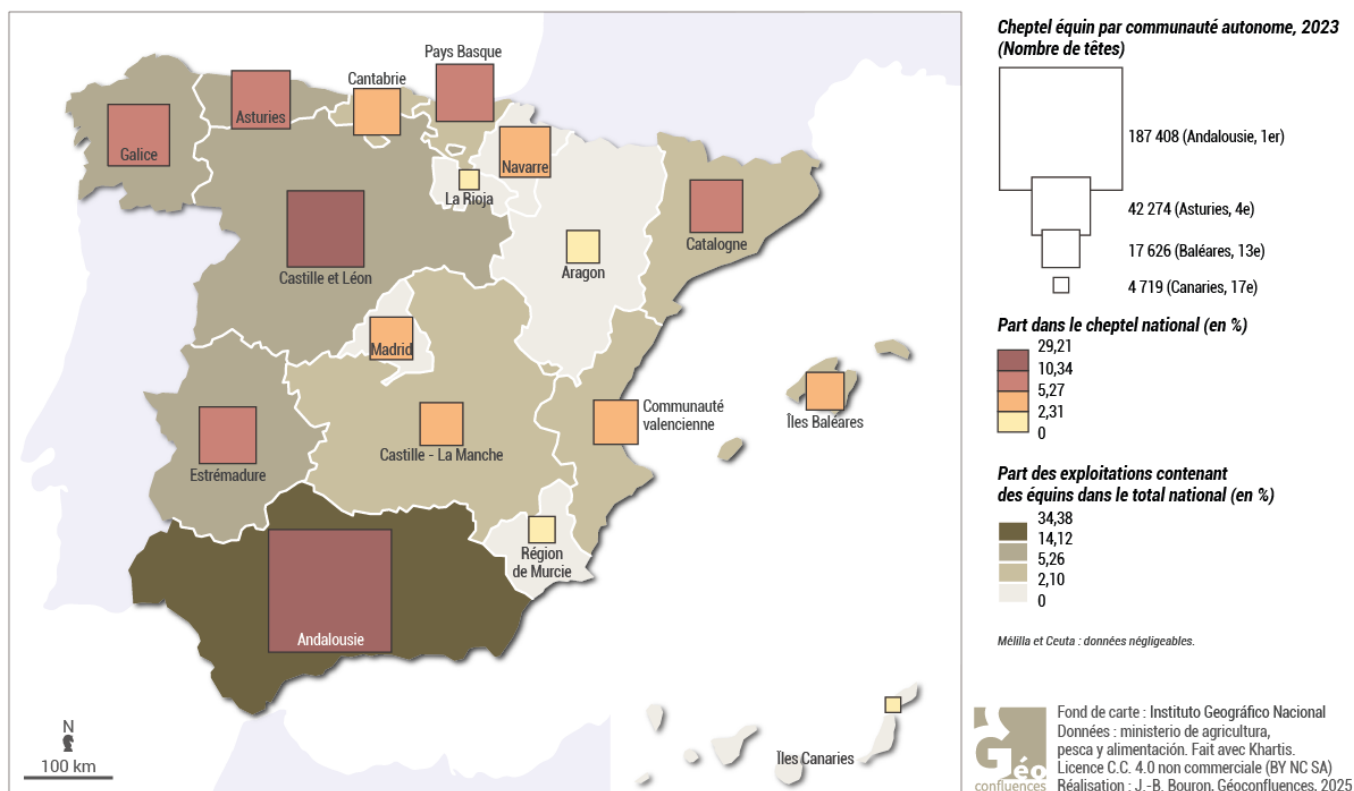 Pays Basque
Cantabrie
Asturies
Galice
Navarre
La Rioja
Catalogne
Aragon
Castille et Léon
Madrid
Communauté
valencienne
Îles Baléares
Castille - La Manche
Estrémadure
Région
de Murcie
Andalousie
Îles Canaries
N
100 km
Cheptel équin par communauté autonome, 2023
(Nombre de têtes)
187 408 (Andalousie, 1er)
42 274 (Asturies, 4e)
17 626 (Baléares, 13e)
4 719 (Canaries, 17e)
Part dans le cheptel national (en %)
29,21
10,34
5,27
2,31
0
Part des exploitations contenant
des équins dans le total national (en %)
34,38
14,12
5,26
2,10
0
Mélilla et Ceuta : données négligeables.
Géo
confluences
Fond de carte : Instituto Geográfico Nacional
Données : ministerio de agricultura,
pesca y alimentación. Fait avec Khartis.
Licence C.C. 4.0 non commerciale (BY NC SA)
Réalisation : J.-B. Bouron, Géoconfluences, 2025